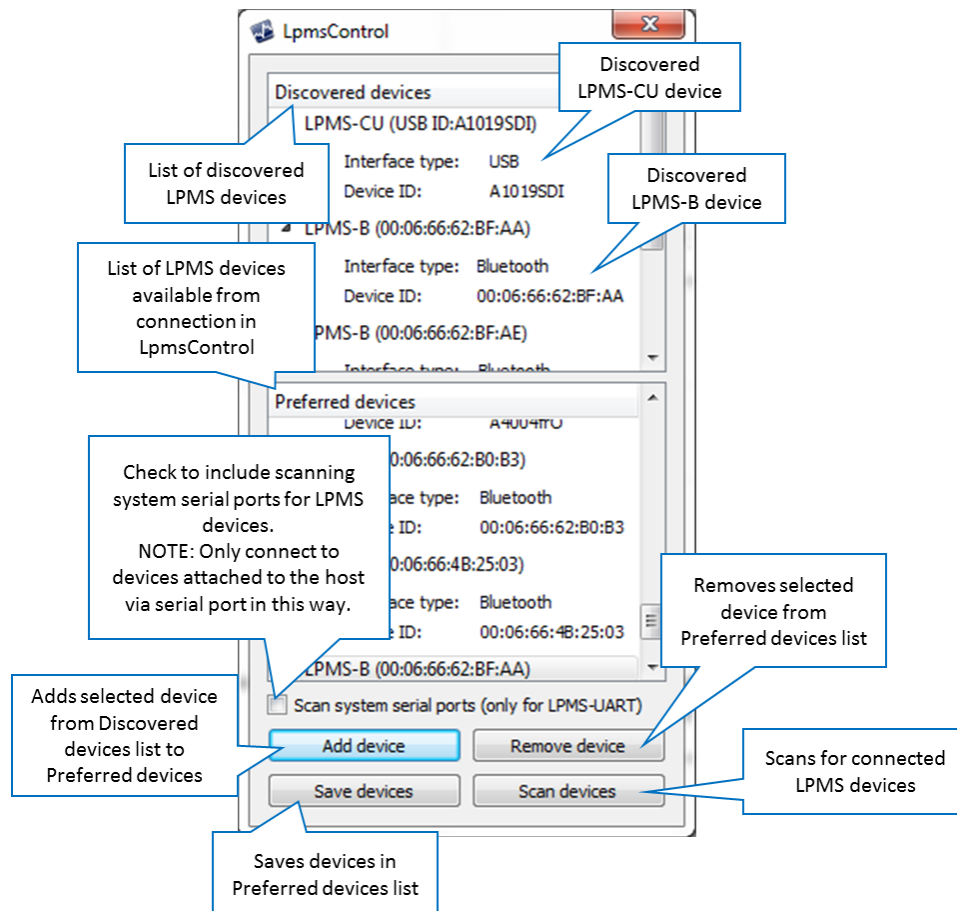 LpmsControl
Discovered devices
Discovered
LPMS-CU device
LPMS-CU (USB ID:A1019SDI)
Interface type: USB
Device ID: A1019SDI
List of discovered
LPMS devices
Discovered
LPMS-B device
LPMS-B (00:06:66:62:BF:AA)
Interface type: Bluetooth
Device ID: 00:06:66:62:BF:AA
List of LPMS devices
available from
connection in
LpmsControl
PMS-B (00:06:66:62:BF:AE)
Interface type: Bluetooth
Preferred devices
Device ID:
Check to include scanning
system serial ports for LPMS
devices.
NOTE: Only connect to
devices attached to the host
via serial port in this way.
0:06:66:62:B0:B3)
ace type: Bluetooth
ID: 00:06:66:62:B0:B3
0:06:66:4B:25:03)
ace type: Bluetooth
ID: 00:06:66:4B:25:03
Removes selected
device from
Preferred devices list
LPMS-B (00:06:66:62:BF:AA)
Scan system serial ports (only for LPMS-UART)
Adds selected device
from Discovered
devices list to
Preferred devices
Add device
Remove device
Save devices
Scan devices
Scans for connected
LPMS devices
Saves devices in
Preferred devices list